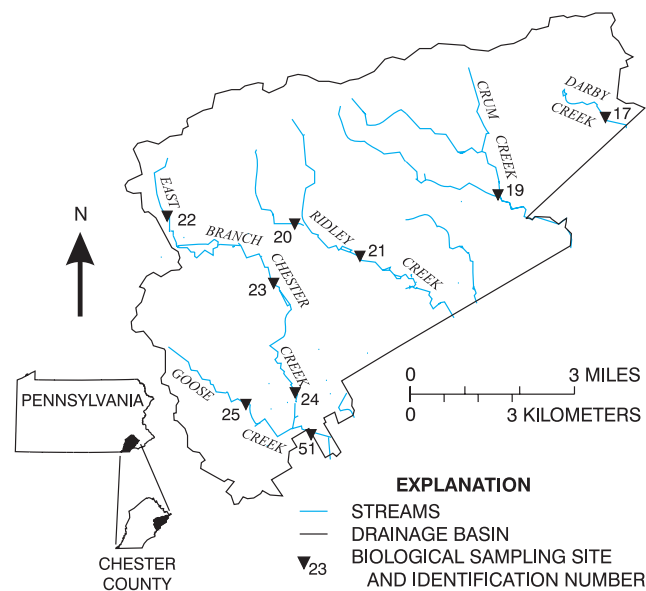 DARBY
CREEK
17
CRUM
CREEK
19
N
EAST
22
BRANCH
20
RIDLEY
21
CREEK
CHESTER
23
CREEK
24
GOOSE
25
CREEK
51
0 3 MILES
0 3 KILOMETERS
PENNSYLVANIA
CHESTER
COUNTY
EXPLANATION
STREAMS
DRAINAGE BASIN
23 BIOLOGICAL SAMPLING SITE
AND IDENTIFICATION NUMBER